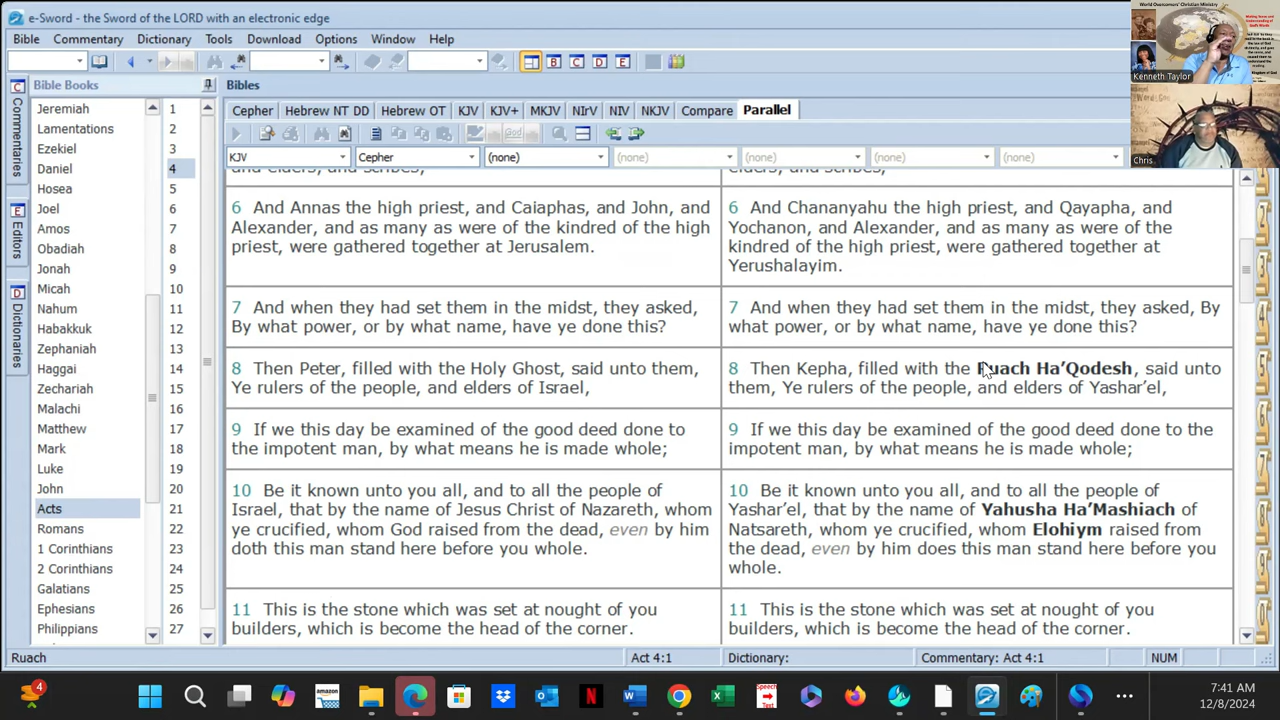 e-Sword - the Sword of the LORD with an electronic edge
Bible Commentary Dictionary Tools Download Options Window Help
B C D E
Bible Books
Bibles
Commentaries
Editors
Dictionaries
Jeremiah 1
Lamentations 2
Ezekiel 3
Daniel 4
Hosea 5
Joel 6
Amos 7
Obadiah 8
Jonah 9
Micah 10
Nahum 11
Habakkuk 12
Zephaniah 13
Haggai 14
Zechariah 15
Malachi 16
Matthew 17
Mark 18
Luke 19
John 20
Acts 21
Romans 22
1 Corinthians 23
2 Corinthians 24
Galatians 25
Ephesians 26
Philippians 27
Cepher Hebrew NT DD Hebrew OT KJV KJV+ MKJV NIrV NIV NKJV Compare Parallel
KJV Cepher (none) (none) (none) (none) (none)
and elders, and scribes,
6 And Annas the high priest, and Caiaphas, and John, and
Alexander, and as many as were of the kindred of the high
priest, were gathered together at Jerusalem.
7 And when they had set them in the midst, they asked,
By what power, or by what name, have ye done this?
8 Then Peter, filled with the Holy Ghost, said unto them,
Ye rulers of the people, and elders of Israel,
9 If we this day be examined of the good deed done to
the impotent man, by what means he is made whole;
10 Be it known unto you all, and to all the people of
Israel, that by the name of Jesus Christ of Nazareth, whom
ye crucified, whom God raised from the dead, even by him
doth this man stand here before you whole.
11 This is the stone which was set at nought of you
builders, which is become the head of the corner.
and elders, and scribes,
6 And Chananyahu the high priest, and Qayapha, and
Yochanon, and Alexander, and as many as were of the
kindred of the high priest, were gathered together at
Yerushalayim.
7 And when they had set them in the midst, they asked, By
what power, or by what name, have ye done this?
8 Then Kepha, filled with the Ruach Ha’Qodesh, said unto
them, Ye rulers of the people, and elders of Yashar’el,
9 If we this day be examined of the good deed done to the
impotent man, by what means he is made whole;
10 Be it known unto you all, and to all the people of
Yashar’el, that by the name of Yahusha Ha’Mashiach of
Natsareth, whom ye crucified, whom Elohiym raised from
the dead, even by him does this man stand here before you
whole.
11 This is the stone which was set at nought of you
builders, which is become the head of the corner.
World Overcomers' Christian Ministry
Kenneth Taylor
Chris
Ruach Act 4:1 Dictionary: Commentary: Act 4:1 NUM
4
amazon
Speech
Text
7:41 AM
12/8/2024